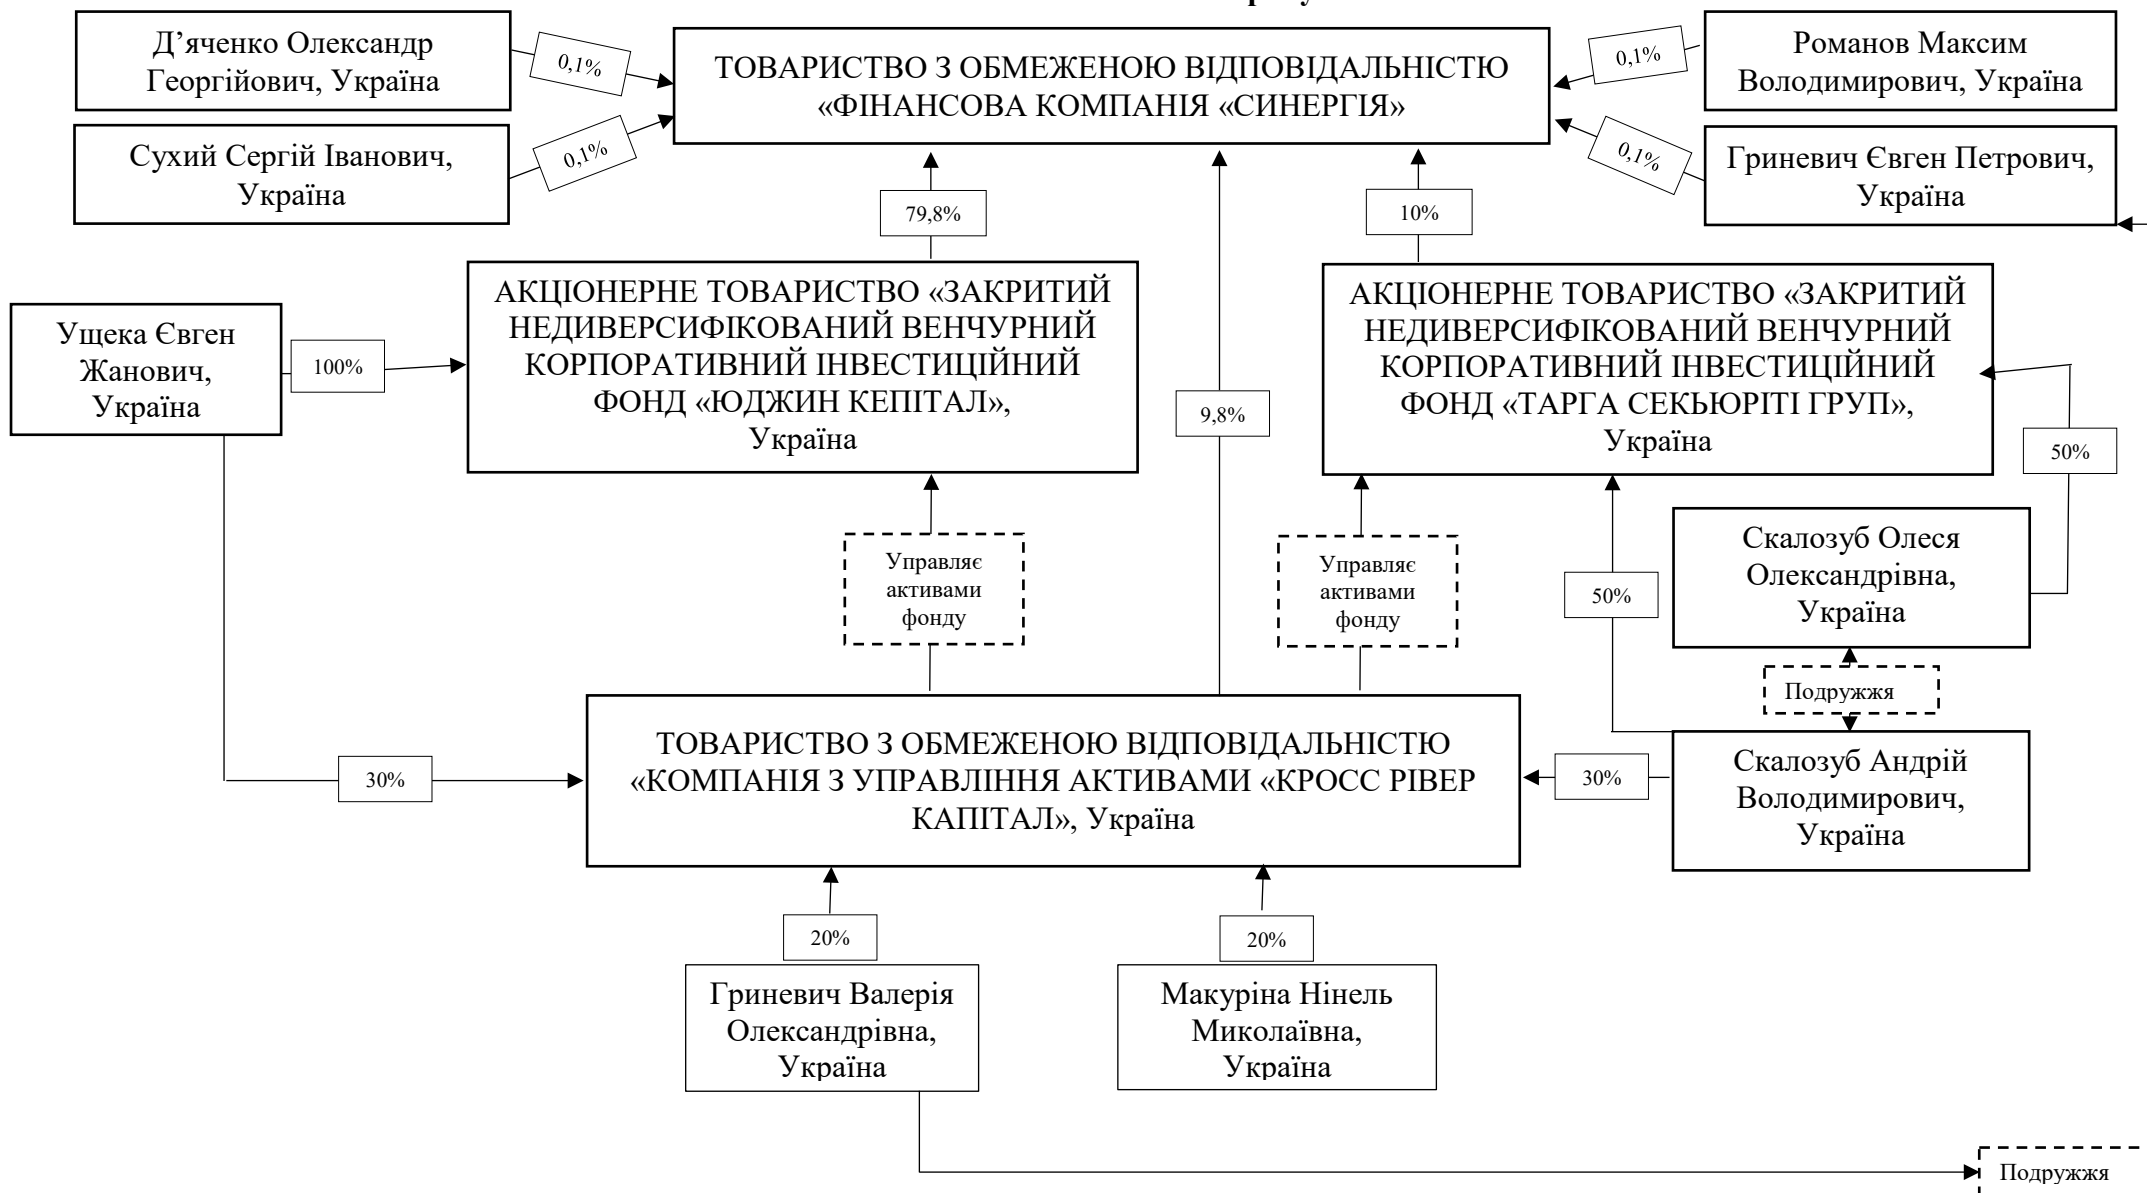 Д’яченко Олександр
Георгійович, Україна
0,1%
ТОВАРИСТВО З ОБМЕЖЕНОЮ ВІДПОВІДАЛЬНІСТЮ
«ФІНАНСОВА КОМПАНІЯ «СИНЕРГІЯ»
0,1%
Романов Максим
Володимирович, Україна
Сухий Сергій Іванович,
Україна
0,1%
0,1%
Гриневич Євген Петрович,
Україна
79,8%
10%
Ущека Євген
Жанович,
Україна
100%
АКЦІОНЕРНЕ ТОВАРИСТВО «ЗАКРИТИЙ
НЕДИВЕРСИФІКОВАНИЙ ВЕНЧУРНИЙ
КОРПОРАТИВНИЙ ІНВЕСТИЦІЙНИЙ
ФОНД «ЮДЖИН КЕПІТАЛ»,
Україна
9,8%
АКЦІОНЕРНЕ ТОВАРИСТВО «ЗАКРИТИЙ
НЕДИВЕРСИФІКОВАНИЙ ВЕНЧУРНИЙ
КОРПОРАТИВНИЙ ІНВЕСТИЦІЙНИЙ
ФОНД «ТАРГА СЕКЬЮРІТІ ГРУП»,
Україна
50%
Управляє
активами
фонду
Управляє
активами
фонду
50%
Скалозуб Олеся
Олександрівна,
Україна
Подружжя
30%
ТОВАРИСТВО З ОБМЕЖЕНОЮ ВІДПОВІДАЛЬНІСТЮ
«КОМПАНІЯ З УПРАВЛІННЯ АКТИВАМИ «КРОСС РІВЕР
КАПІТАЛ», Україна
30%
Скалозуб Андрій
Володимирович,
Україна
20%
20%
Гриневич Валерія
Олександрівна,
Україна
Макуріна Нінель
Миколаївна,
Україна
Подружжя